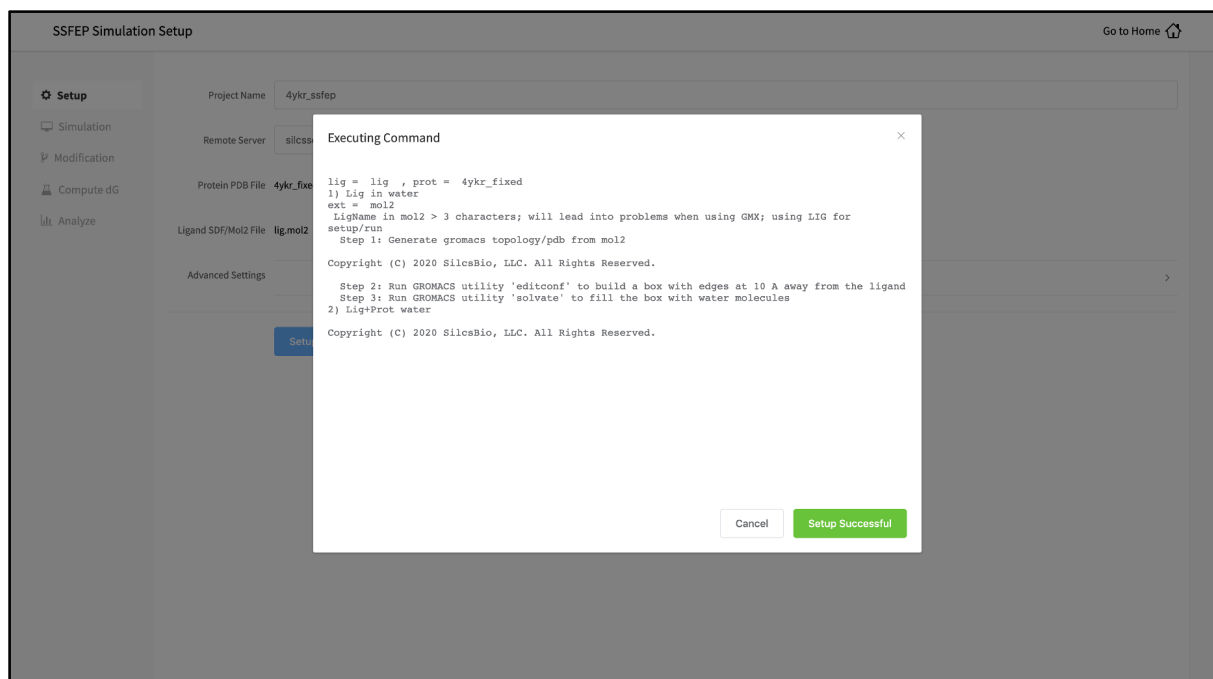 SSFEP Simulation Setup
Go to Home
Setup
Simulation
Modification
Compute dG
Analyze
Project Name
4ykr_ssfep
Remote Server
Protein PDB File
Ligand SDF/Mol2 File
lig.mol2
Advanced Settings
Executing Command
lig =  lig  , prot =  4ykr_fixed
1) Lig in water
ext =  mol2
LigName in mol2 > 3 characters; will lead into problems when using GMX; using LIG for
setup/run
Step 1: Generate gromacs topology/pdb from mol2
Copyright (C) 2020 SilcsBio, LLC. All Rights Reserved.
Step 2: Run GROMACS utility 'editconf' to build a box with edges at 10 A away from the ligand
Step 3: Run GROMACS utility 'solvate' to fill the box with water molecules
2) Lig+Prot water
Copyright (C) 2020 SilcsBio, LLC. All Rights Reserved.
Cancel
Setup Successful